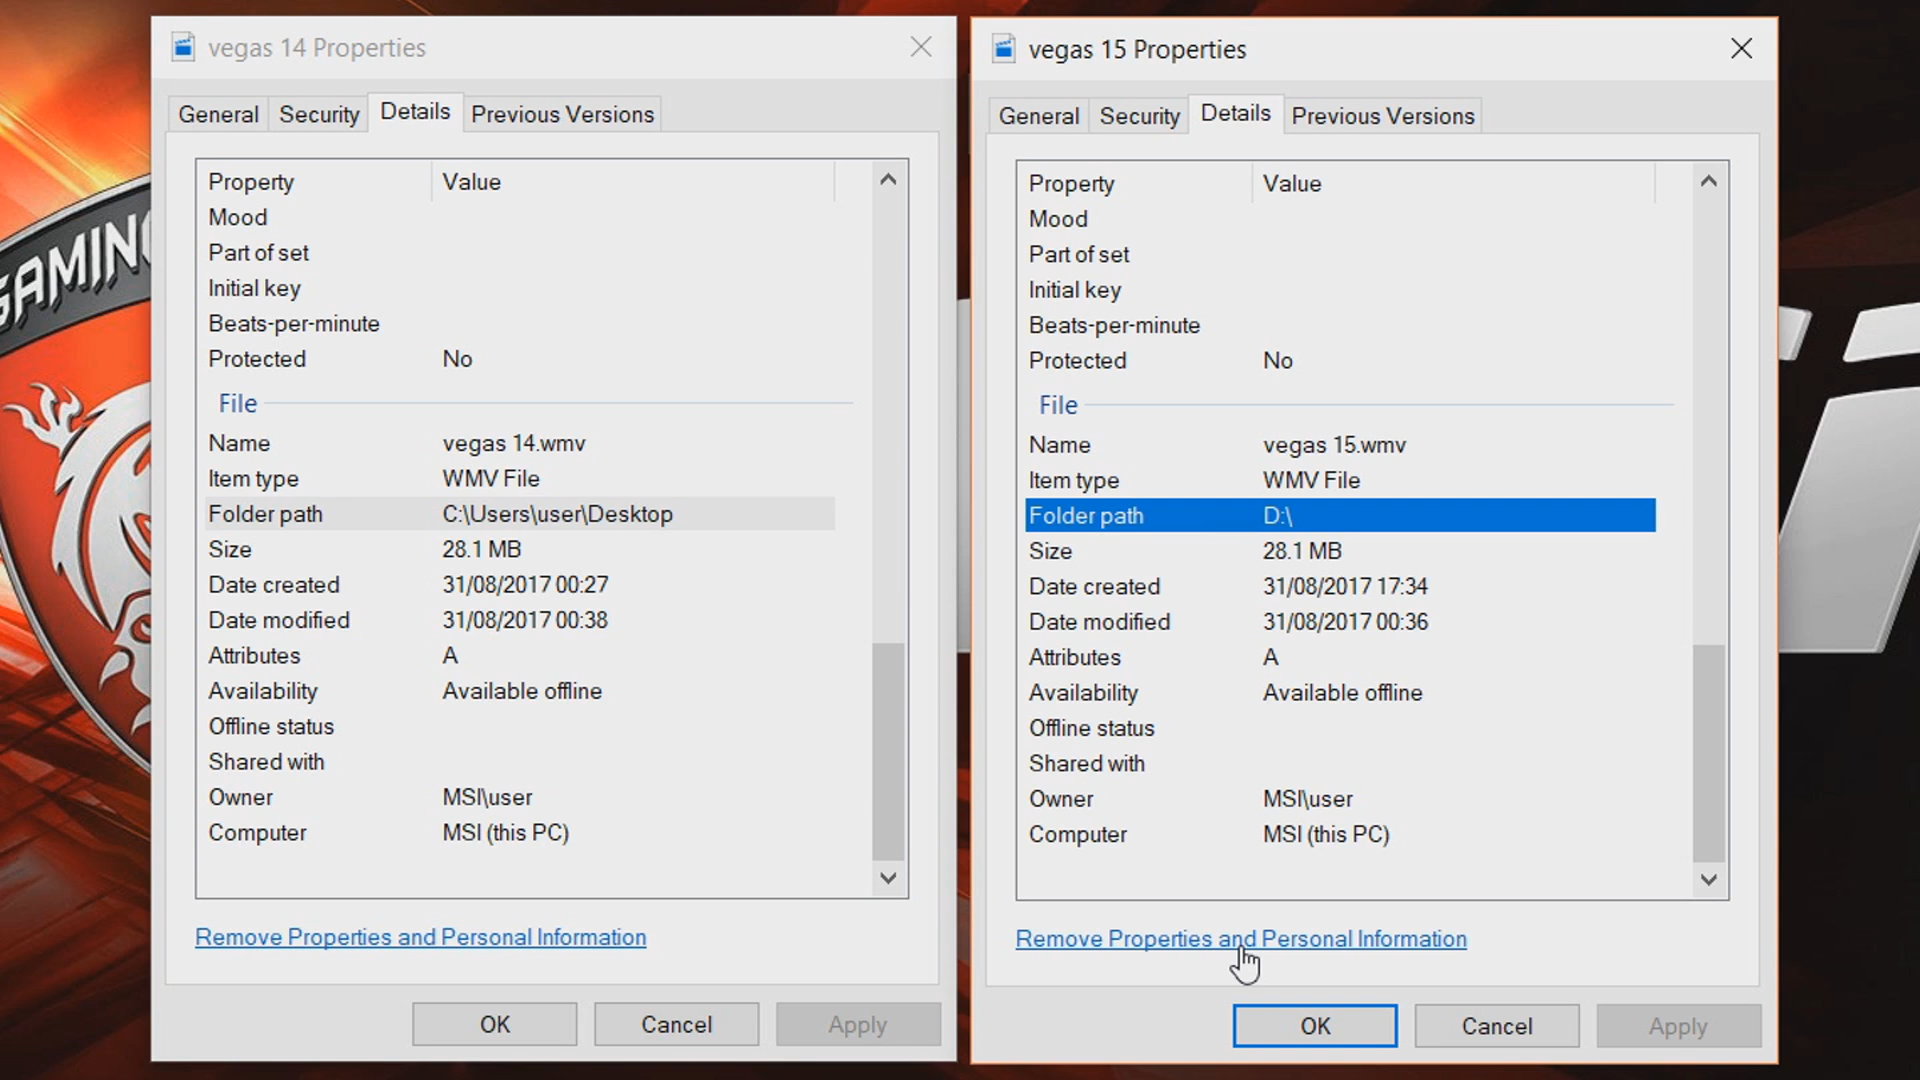 vegas 14 Properties
General Security Details Previous Versions
Property Value
Mood
Part of set
Initial key
Beats-per-minute
Protected No
File
Name vegas 14.wmv
Item type WMV File
Folder path C:\Users\user\Desktop
Size 28.1 MB
Date created 31/08/2017 00:27
Date modified 31/08/2017 00:38
Attributes A
Availability Available offline
Offline status
Shared with
Owner MSI\user
Computer MSI (this PC)
Remove Properties and Personal Information
OK Cancel Apply
vegas 15 Properties
General Security Details Previous Versions
Property Value
Mood
Part of set
Initial key
Beats-per-minute
Protected No
File
Name vegas 15.wmv
Item type WMV File
Folder path D:\
Size 28.1 MB
Date created 31/08/2017 17:34
Date modified 31/08/2017 00:36
Attributes A
Availability Available offline
Offline status
Shared with
Owner MSI\user
Computer MSI (this PC)
Remove Properties and Personal Information
OK Cancel Apply